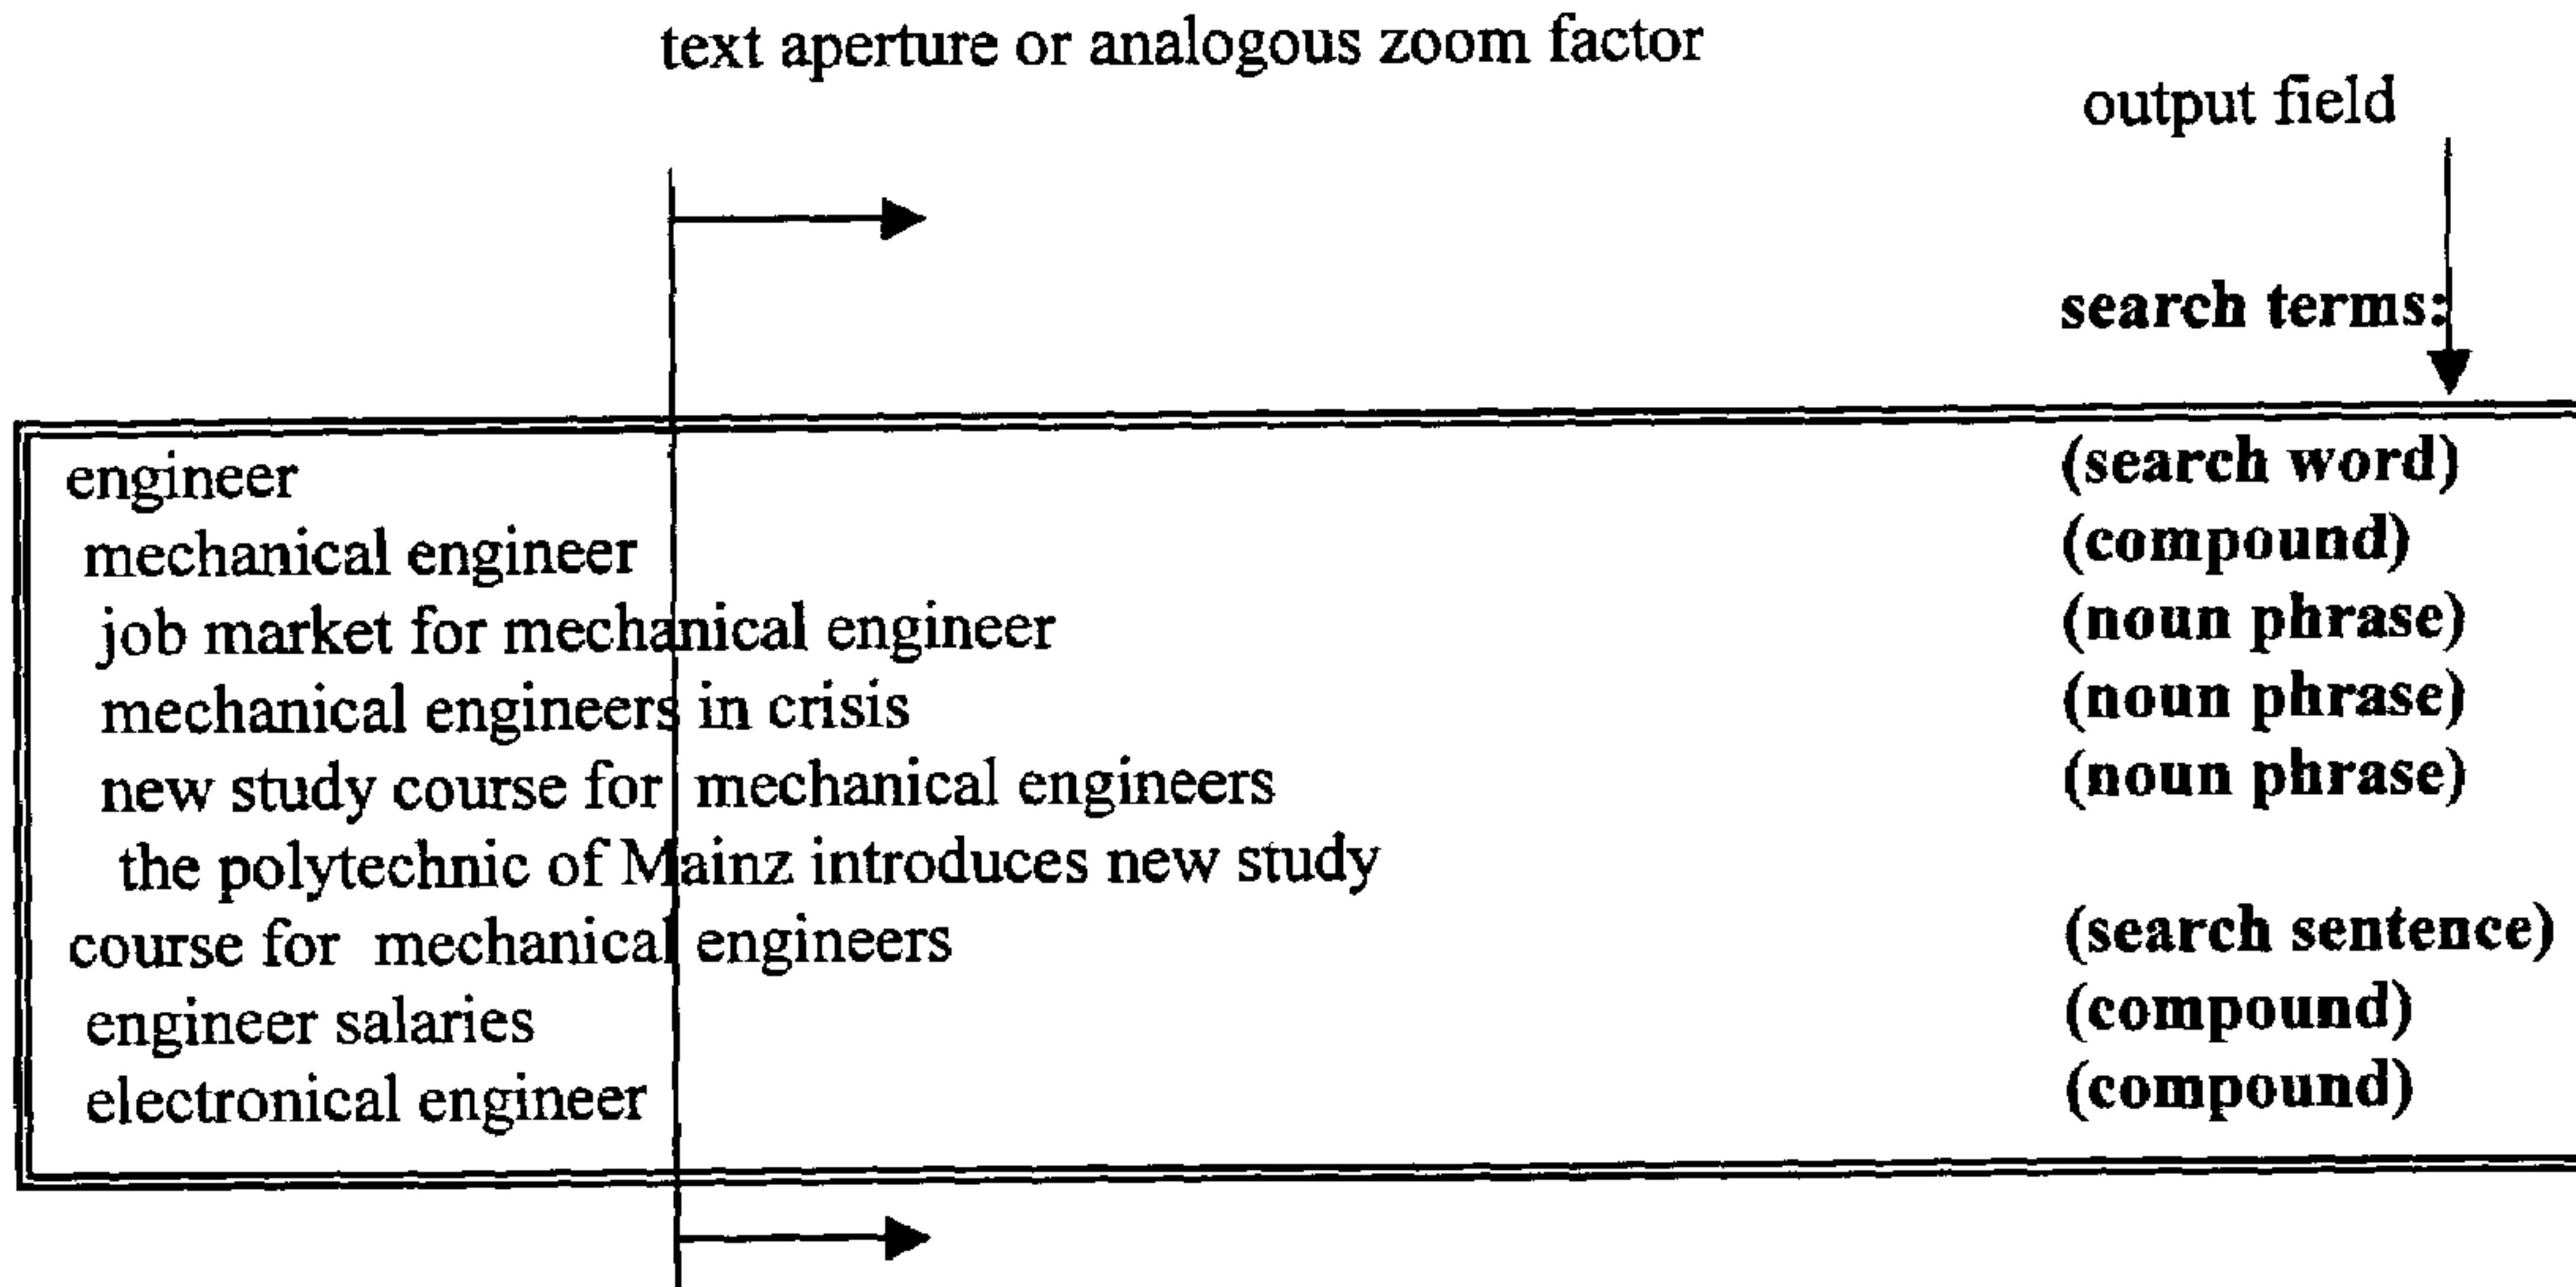 text aperture or analogous zoom factor
output field
search terms:
engineer (search word)
mechanical engineer (compound)
job market for mechanical engineer (noun phrase)
mechanical engineers in crisis (noun phrase)
new study course for mechanical engineers (noun phrase)
the polytechnic of Mainz introduces new study
course for mechanical engineers (search sentence)
engineer salaries (compound)
electronical engineer (compound)